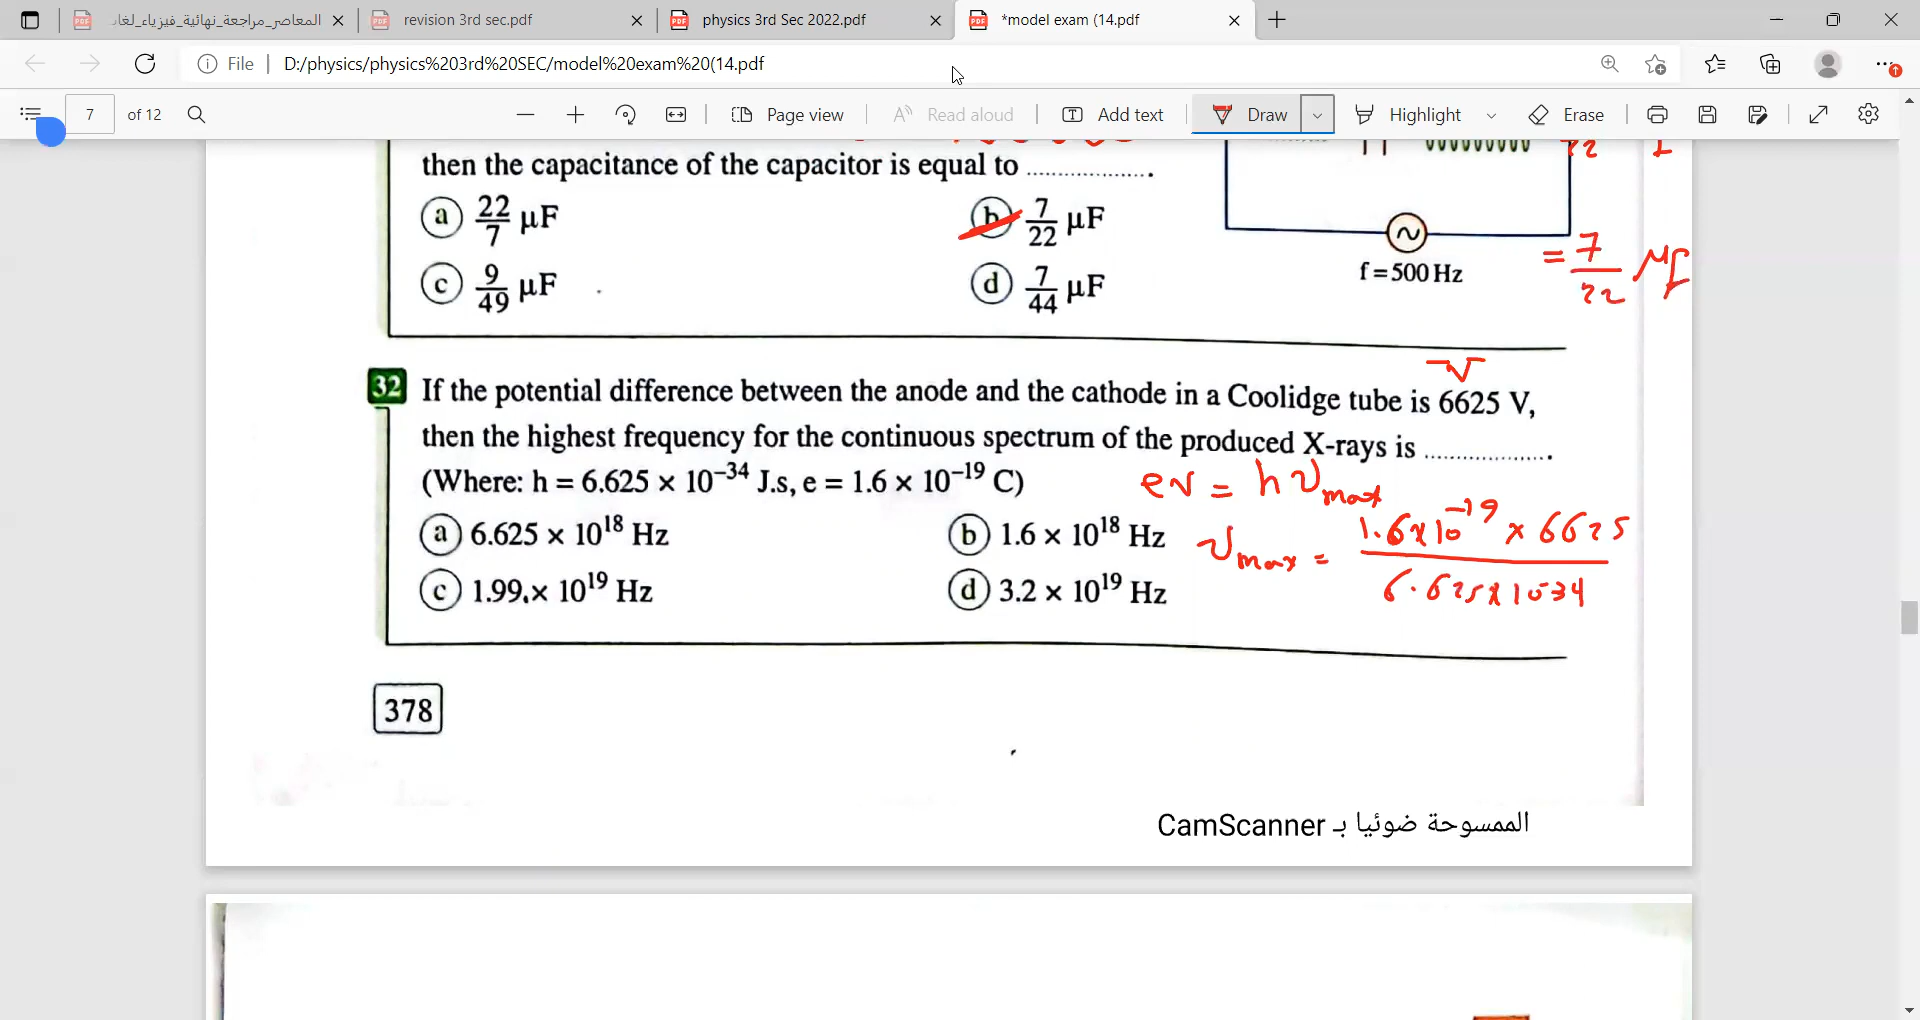 المعاصر_مراجعة_نهائية_فيزياء_لغات
revision 3rd sec.pdf
physics 3rd Sec 2022.pdf
*model exam (14.pdf
File
D:/physics/physics%203rd%20SEC/model%20exam%20(14.pdf
7 of 12
Page view
Read aloud
Add text
Draw
Highlight
Erase
then the capacitance of the capacitor is equal to ...................
a 22/7 μF
b 7/22 μF
c 9/49 μF
d 7/44 μF
f = 500 Hz
= 7/22 μF
32 If the potential difference between the anode and the cathode in a Coolidge tube is 6625 V,
V
then the highest frequency for the continuous spectrum of the produced X-rays is ...................
(Where: h = 6.625 × 10⁻³⁴ J.s, e = 1.6 × 10⁻¹⁹ C)
eV = hν max
a 6.625 × 10¹⁸ Hz
b 1.6 × 10¹⁸ Hz
c 1.99 × 10¹⁹ Hz
d 3.2 × 10¹⁹ Hz
ν max = 1.6×10⁻¹⁹ × 6625
6.625×10⁻³⁴
378
الممسوحة ضوئيا بـ CamScanner